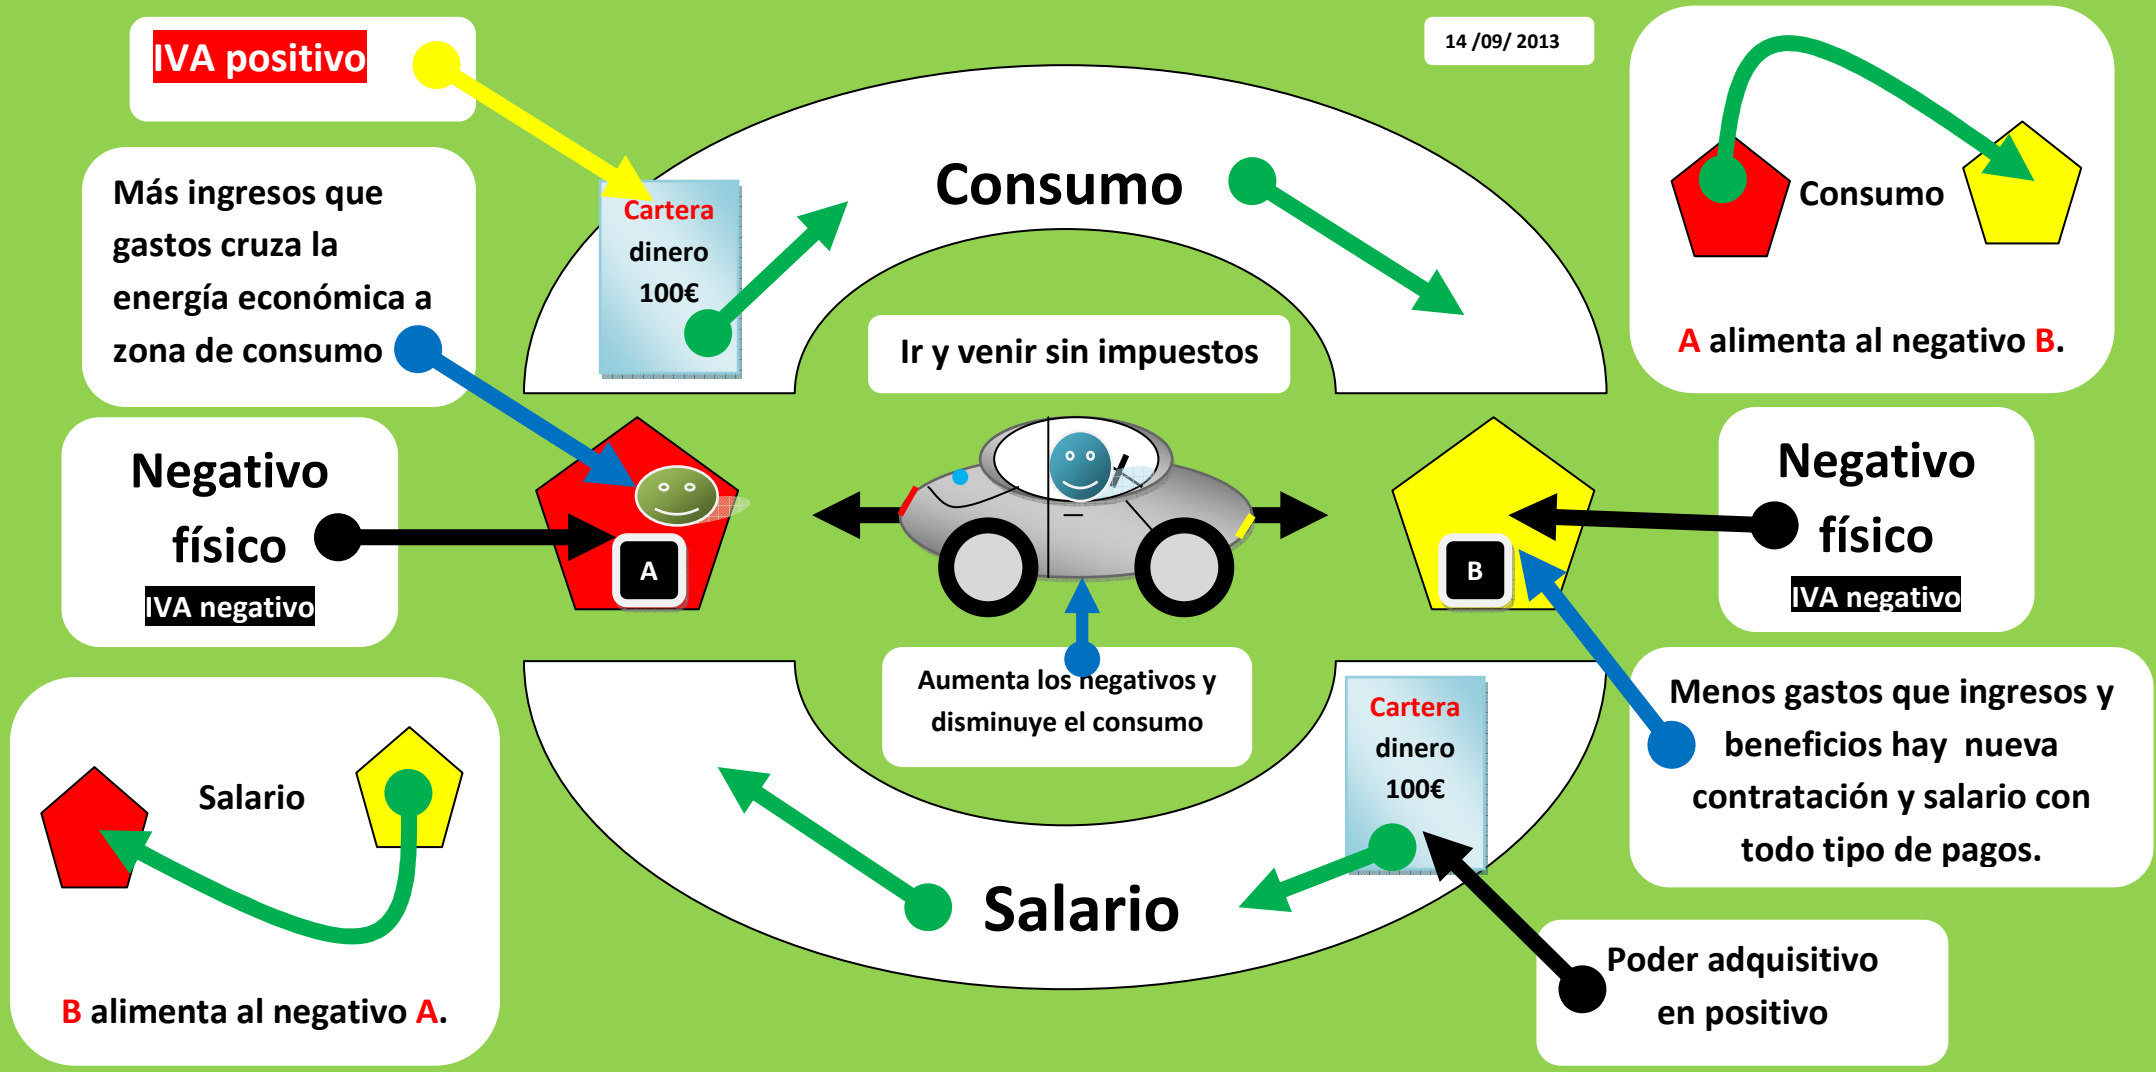 IVA positivo
14 /09/ 2013
Más ingresos que
gastos cruza la
energía económica a
zona de consumo
Cartera
dinero
100€
Consumo
Consumo
A alimenta al negativo B.
Ir y venir sin impuestos
Negativo
físico
IVA negativo
A
B
Negativo
físico
IVA negativo
Aumenta los negativos y
disminuye el consumo
Salario
B alimenta al negativo A.
Cartera
dinero
100€
Salario
Menos gastos que ingresos y
beneficios hay nueva
contratación y salario con
todo tipo de pagos.
Poder adquisitivo
en positivo